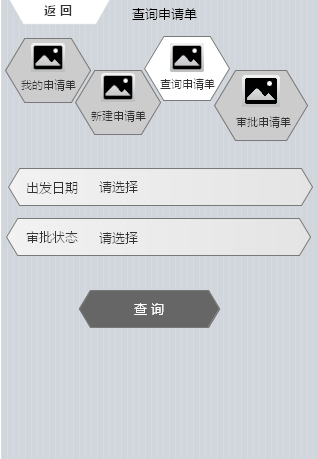 返 回
查询申请单
我的申请单
新建申请单
查询申请单
审批申请单
出发日期 请选择
审批状态 请选择
查 询